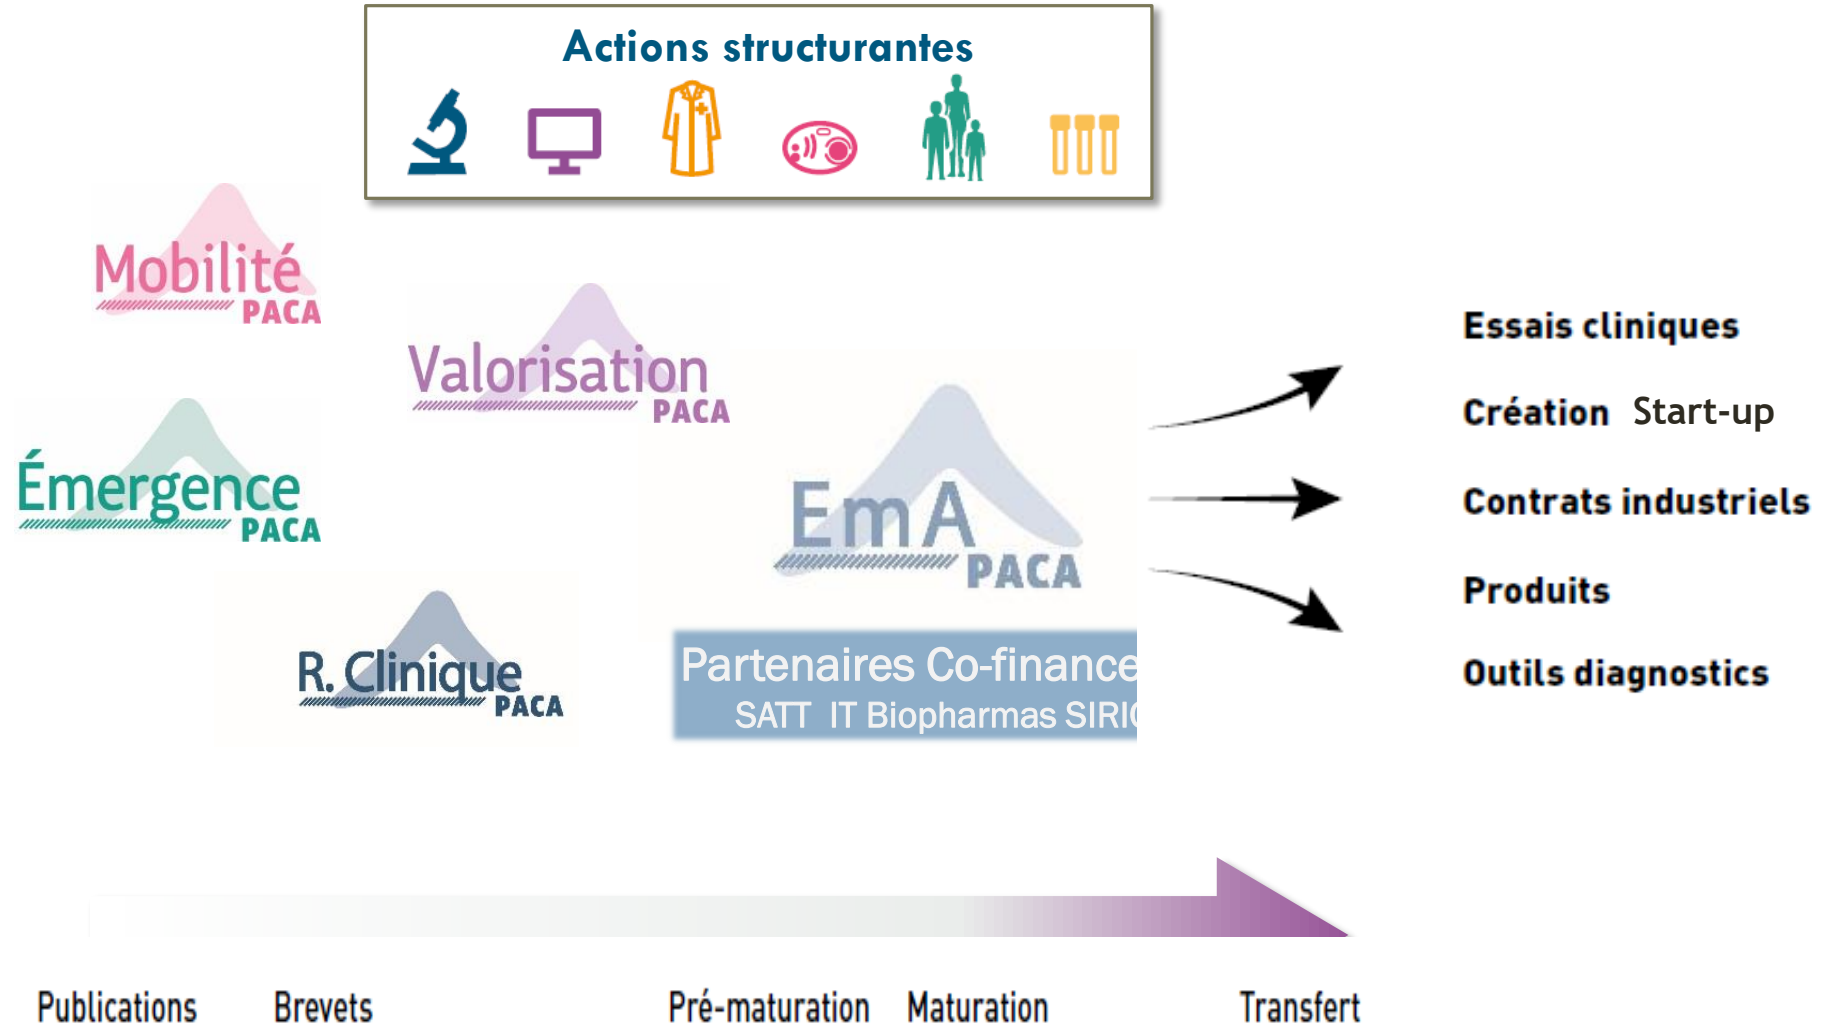 Actions structurantes
Mobilité
PACA
Valorisation
PACA
Émergence
PACA
EmA
PACA
R. Clinique
PACA
Partenaires Co-finance
SATT IT Biopharmas
Essais cliniques
Création Start-up
Contrats industriels
Produits
Outils diagnostics
Publications Brevets Pré-maturation Maturation Transfert